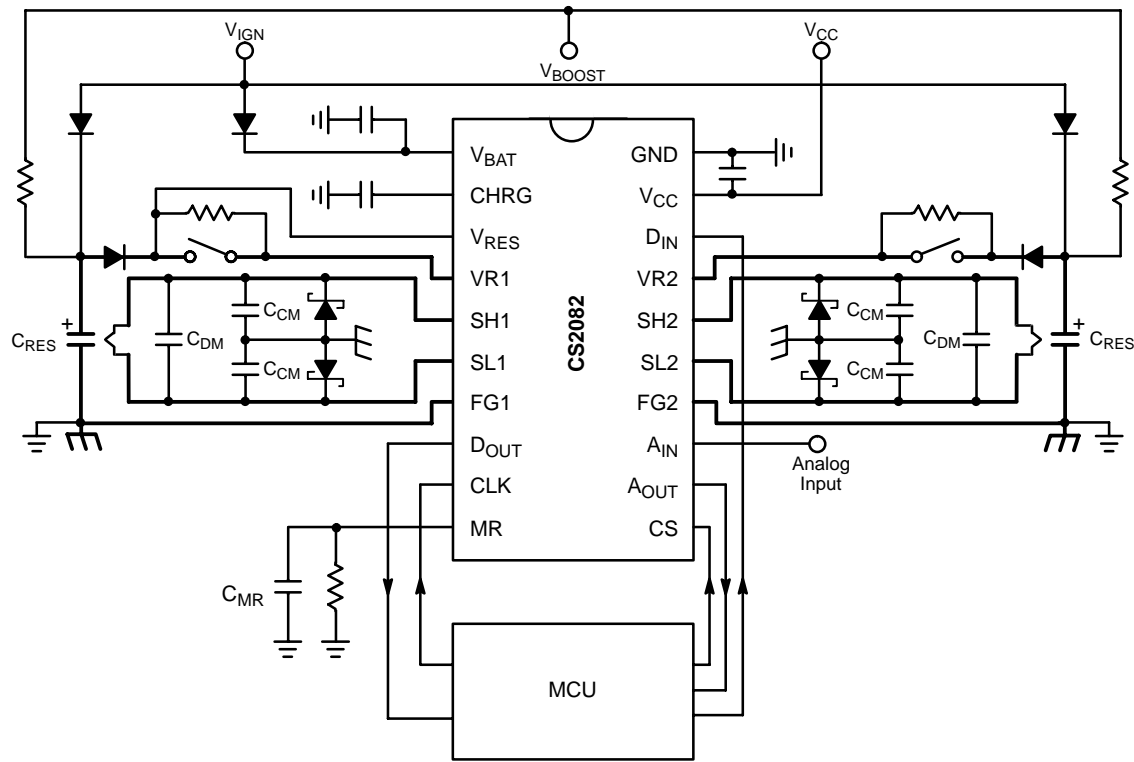 V_IGN
V_BOOST
V_CC
V_BAT
CHRG
V_RES
VR1
SH1
SL1
FG1
D_OUT
CLK
MR
CS2082
GND
V_CC
D_IN
VR2
SH2
SL2
FG2
A_IN
A_OUT
CS
+
C_RES
C_DM
C_CM
C_CM
C_CM
C_CM
C_DM
+
C_RES
Analog
Input
C_MR
MCU